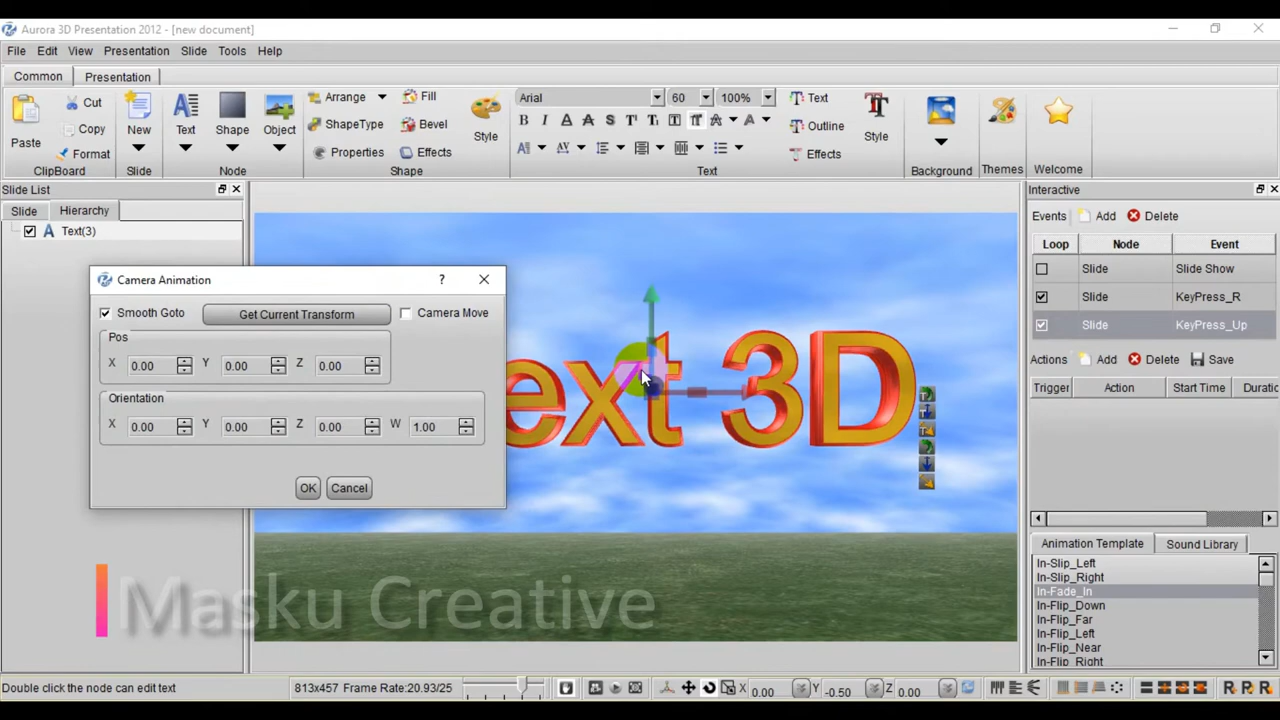 Aurora 3D Presentation 2012 - [new document]
File Edit View Presentation Slide Tools Help
Common Presentation
Paste Cut Copy Format ClipBoard
New Slide
Text Shape Object Node
Arrange ShapeType Properties Fill Bevel Effects Style Shape
Arial 60 100% Text Outline Effects Style Text
Background Themes Welcome
Slide List
Slide Hierarchy
Text(3)
Camera Animation ?
Smooth Goto Get Current Transform Camera Move
Pos
X 0.00 Y 0.00 Z 0.00
Orientation
X 0.00 Y 0.00 Z 0.00 W 1.00
OK Cancel
ext 3D
Masku Creative
Interactive
Events Add Delete
Loop Node Event
Slide Slide Show
Slide KeyPress_R
Slide KeyPress_Up
Actions Add Delete Save
Trigger Action Start Time Duratic
Animation Template Sound Library
In-Slip_Left
In-Slip_Right
In-Fade_In
In-Flip_Down
In-Flip_Far
In-Flip_Left
In-Flip_Near
In-Flip_Right
Double click the node can edit text 813x457 Frame Rate:20.93/25 X 0.00 Y -0.50 Z 0.00